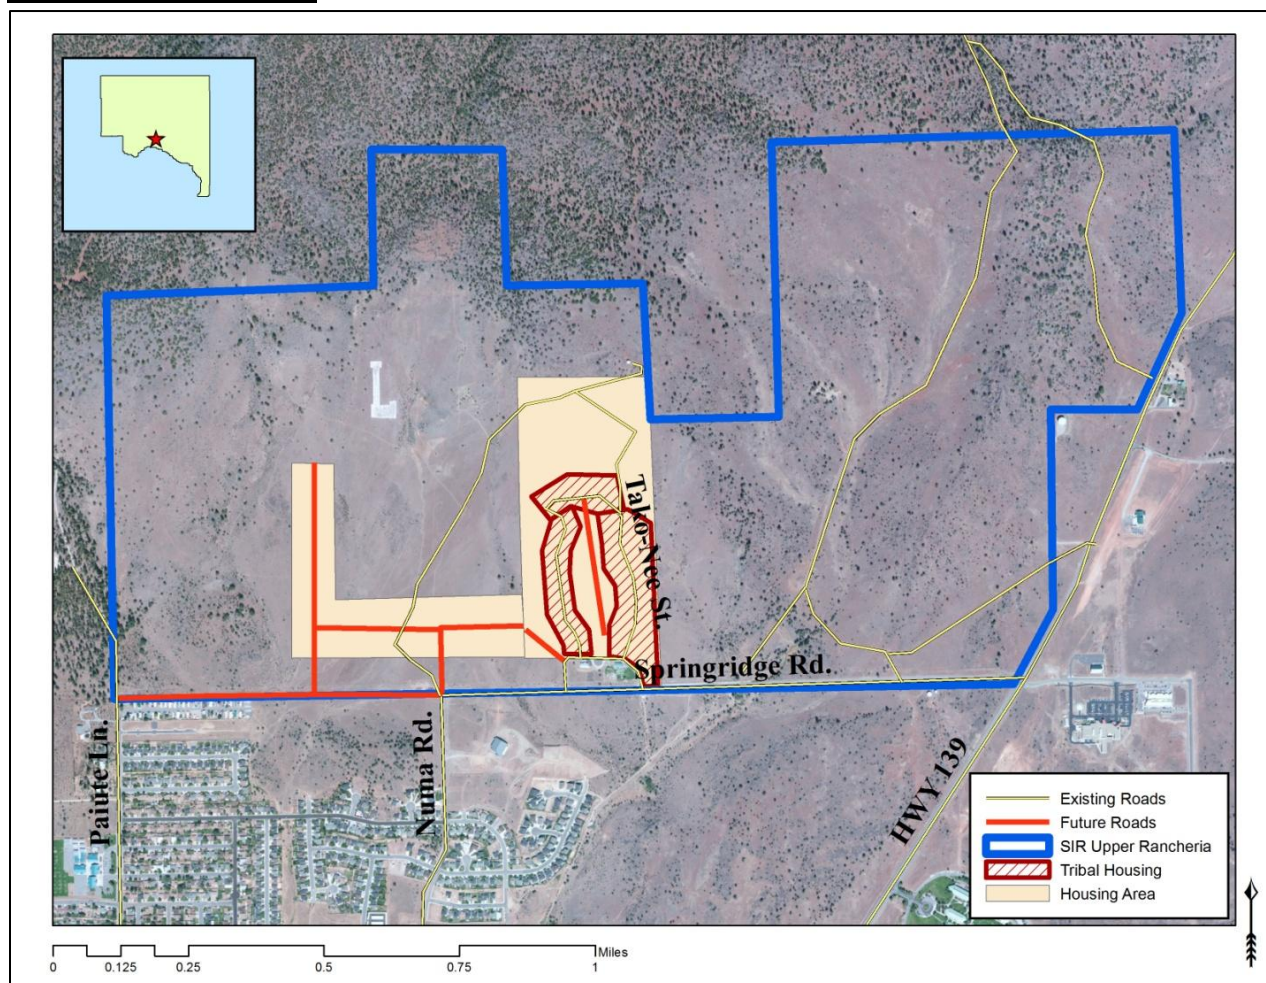 Tako-Nee St
Springridge Rd.
Paiute Ln.
Numa Rd.
HWY 139
Existing Roads
Future Roads
SIR Upper Rancheria
Tribal Housing
Housing Area
Miles
0 0.125 0.25 0.5 0.75 1